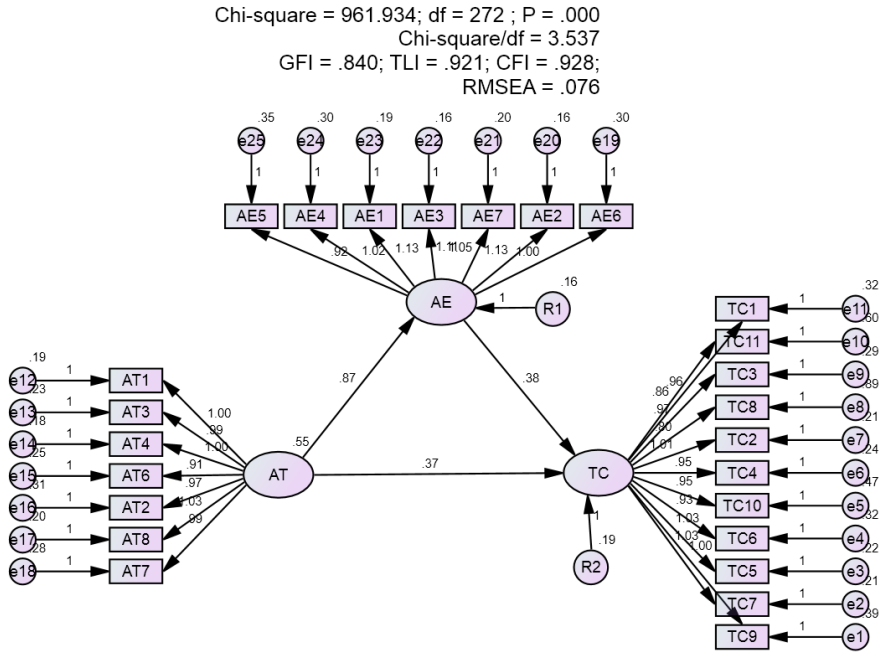 Chi-square = 961.934; df = 272 ; P = .000
Chi-square/df = 3.537
GFI = .840; TLI = .921; CFI = .928;
RMSEA = .076
.35 .30 .19 .16 .20 .16 .30
e25 e24 e23 e22 e21 e20 e19
1 1 1 1 1 1 1
AE5 AE4 AE1 AE3 AE7 AE2 AE6
.92 1.02 1.13 1.05 1.13 1.00
AE
1
R1
.16
.87
.38
.37
.55
AT
TC
1
.19
R2
.19 e12 1 AT1 1.00
.23 e13 1 AT3 .99
.18 e14 1 AT4 1.00
.25 e15 1 AT6 .91
.31 e16 1 AT2 .97
.20 e17 1 AT8 1.03
.28 e18 1 AT7 .99
.96 TC1 1 e11 .32
.86 TC11 1 e10 .60
.97 TC3 1 e9 .29
.80 TC8 1 e8 .89
1.01 TC2 1 e7 .21
.95 TC4 1 e6 .24
.95 TC10 1 e5 .47
.93 TC6 1 e4 .32
1.03 TC5 1 e3 .22
1.03 TC7 1 e2 .21
1.00 TC9 1 e1 .39